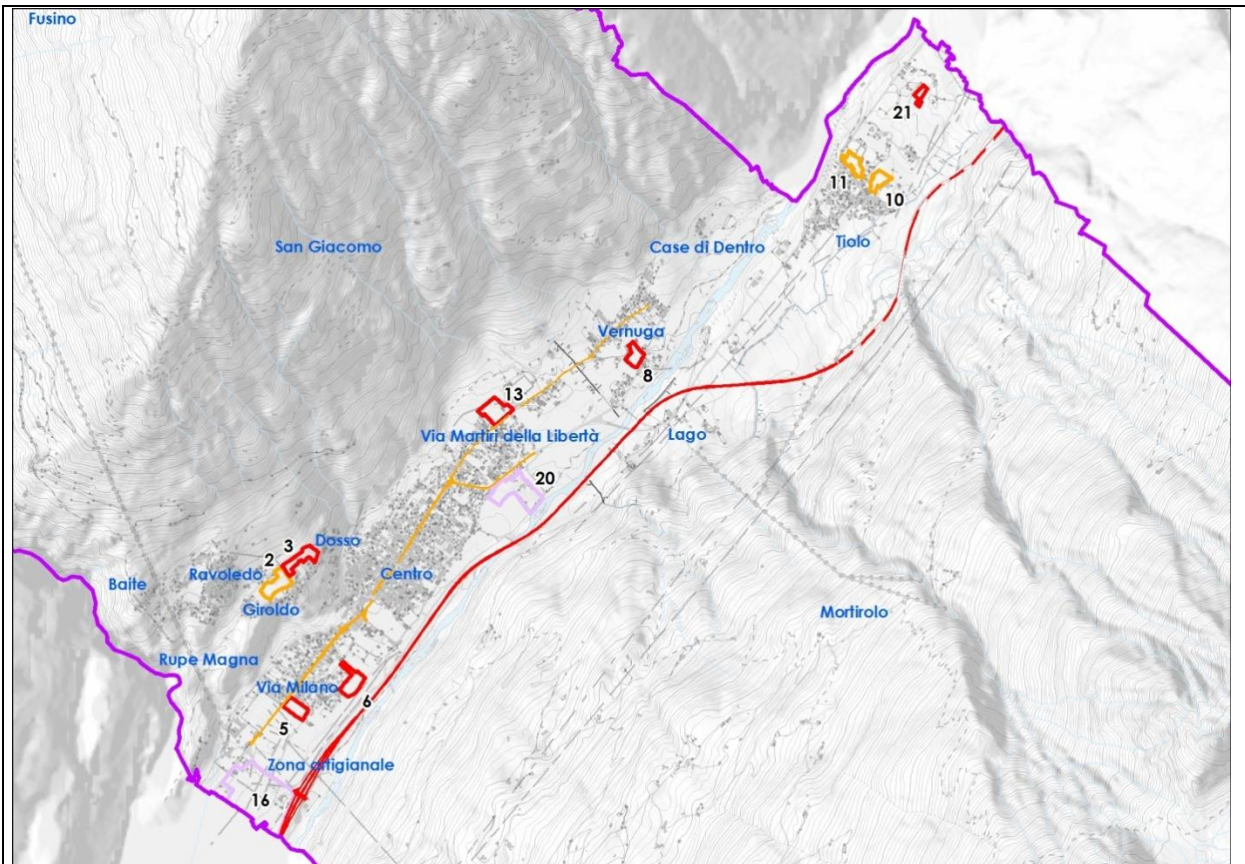 Fusino
21
11
10
San Giacomo
Case di Dentro
Tiolo
Vernuga
8
13
Via Martiri della Libertà
Lago
20
Dosso
3
2
Ravoledo
Centro
Baite
Giroldo
Mortirolo
Rupe Magna
Via Milano
6
5
Zona artigianale
16